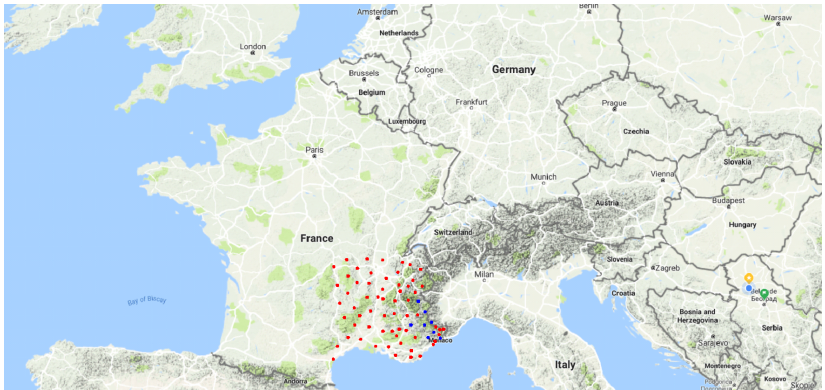 Amsterdam
Berlin
Warsaw
Netherlands
London
Cologne
Germany
Brussels
Belgium
Frankfurt
Prague
Luxembourg
Czechia
Paris
Slovakia
Munich
Vienna
Budapest
Austria
Hungary
Switzerland
France
Slovenia
Zagreb
Milan
Croatia
Београд
Bay of Biscay
Bosnia and
Herzegovina
Serbia
Monaco
Sarajevo
Italy
Montenegro
Kosovo
Andorra
Podgorica
Skopje